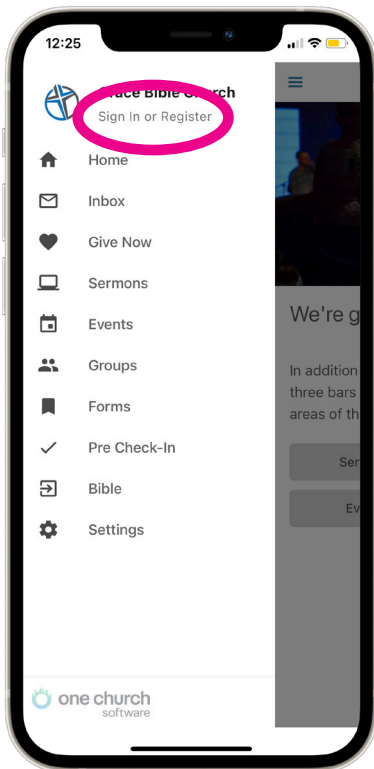 12:25
Grace Bible Church
Sign In or Register
Home
Inbox
Give Now
Sermons
Events
Groups
Forms
Pre Check-In
Bible
Settings
We're g
In addition
three bars
areas of th
Ser
Ev
one church
software